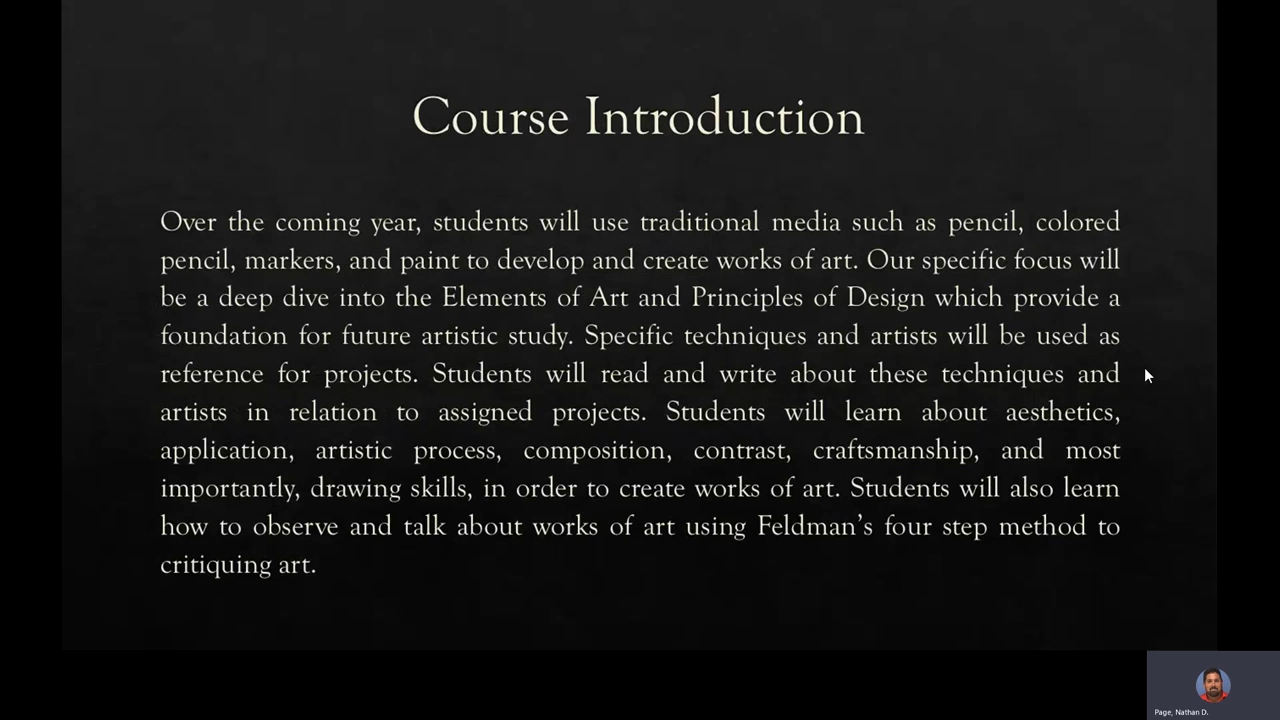 Course Introduction
Over the coming year, students will use traditional media such as pencil, colored
pencil, markers, and paint to develop and create works of art. Our specific focus will
be a deep dive into the Elements of Art and Principles of Design which provide a
foundation for future artistic study. Specific techniques and artists will be used as
reference for projects. Students will read and write about these techniques and
artists in relation to assigned projects. Students will learn about aesthetics,
application, artistic process, composition, contrast, craftsmanship, and most
importantly, drawing skills, in order to create works of art. Students will also learn
how to observe and talk about works of art using Feldman’s four step method to
critiquing art.
Page, Nathan D.